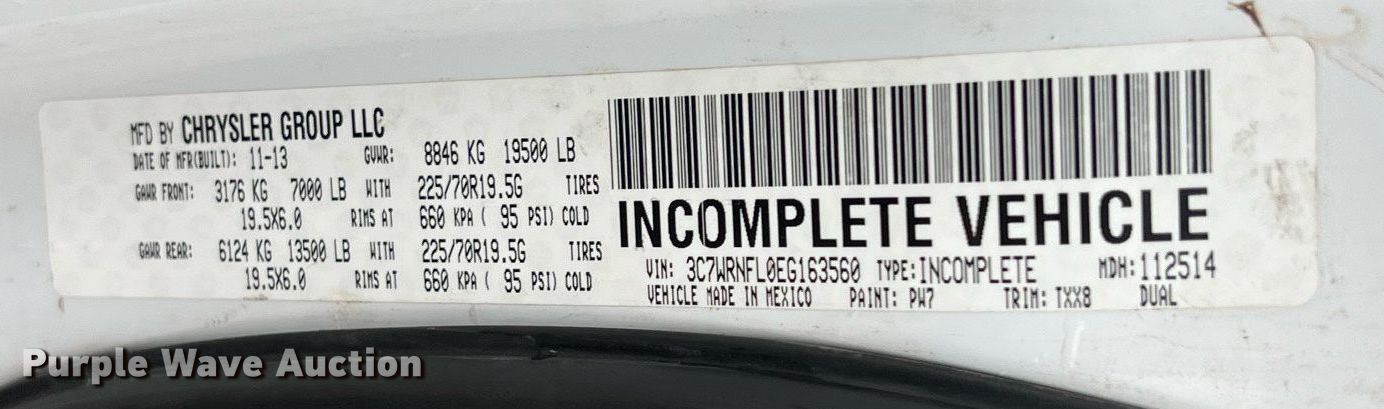 MFD BY CHRYSLER GROUP LLC
DATE OF MFR(BUILT): 11-13 GVWR: 8846 KG 19500 LB
GAWR FRONT: 3176 KG 7000 LB WITH 225/70R19.5G TIRES
19.5X6.0 RIMS AT 660 KPA ( 95 PSI) COLD
GAWR REAR: 6124 KG 13500 LB WITH 225/70R19.5G TIRES
19.5X6.0 RIMS AT 660 KPA ( 95 PSI) COLD
INCOMPLETE VEHICLE
VIN: 3C7WRNFL0EG163560 TYPE: INCOMPLETE MDH: 112514
VEHICLE MADE IN MEXICO PAINT: PW7 TRIM: TXX8 DUAL
Purple Wave Auction